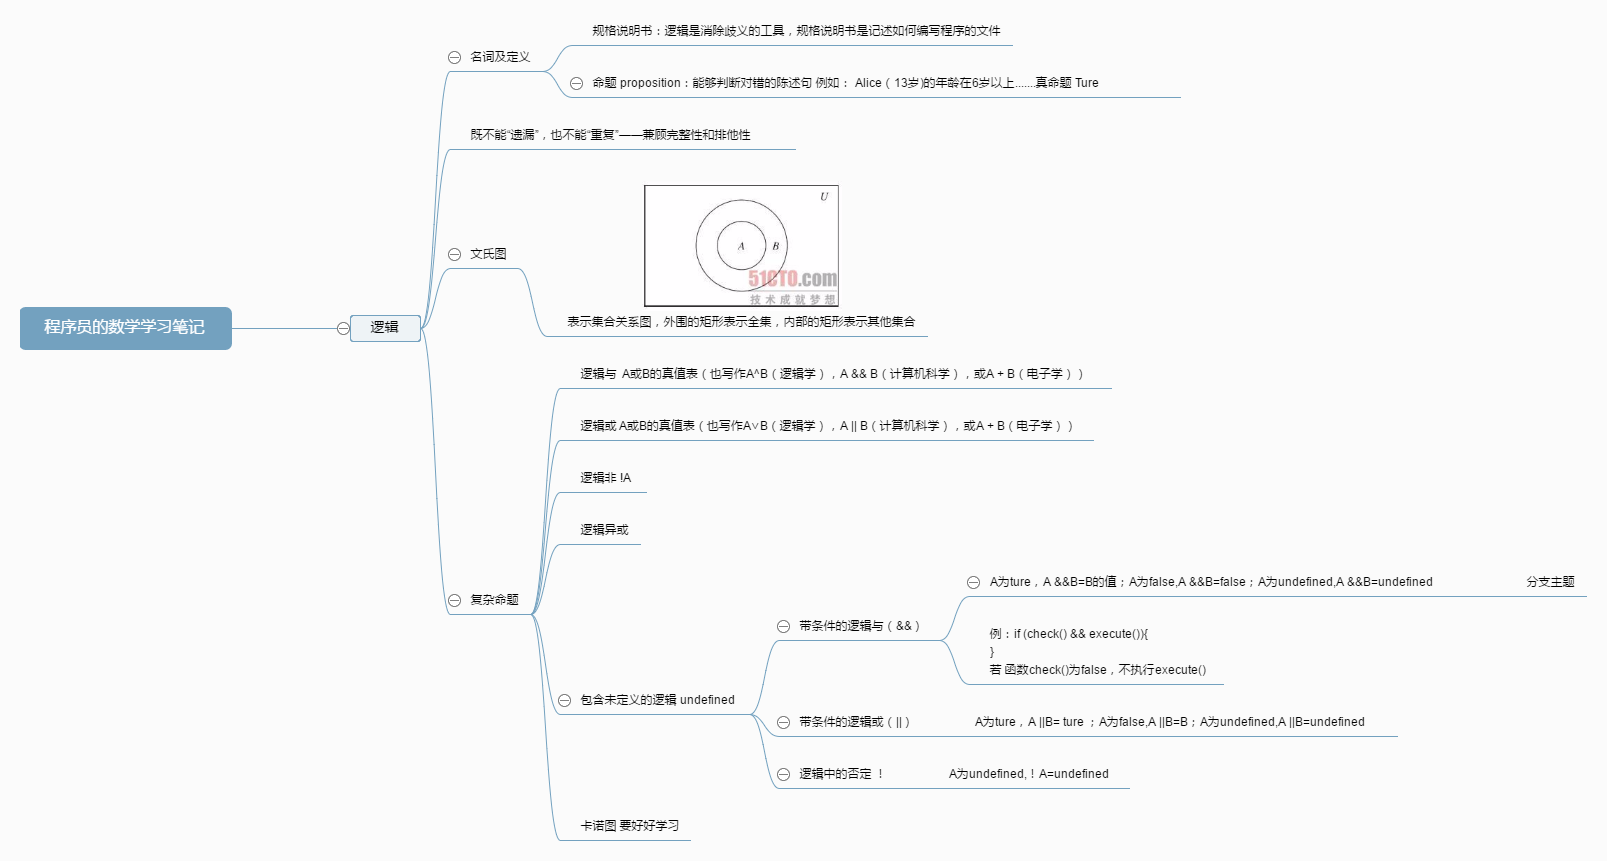 程序员的数学学习笔记
逻辑
名词及定义
规格说明书：逻辑是消除歧义的工具，规格说明书是记述如何编写程序的文件
命题 proposition：能够判断对错的陈述句 例如： Alice（ 13岁)的年龄在6岁以上.......真命题 Ture
既不能“遗漏”，也不能“重复”——兼顾完整性和排他性
文氏图
U
A B
51CTO.com
技术成就梦想
表示集合关系图，外围的矩形表示全集，内部的矩形表示其他集合
复杂命题
逻辑与 A或B的真值表（也写作A^B（逻辑学），A && B（计算机科学），或A + B（电子学））
逻辑或 A或B的真值表（也写作A∨B（逻辑学），A || B（计算机科学），或A + B（电子学））
逻辑非 !A
逻辑异或
包含未定义的逻辑 undefined
带条件的逻辑与（&&）
A为ture，A &&B=B的值；A为false,A &&B=false；A为undefined,A &&B=undefined
分支主题
例：if (check() && execute()){
}
若 函数check()为false，不执行execute()
带条件的逻辑或（||）
A为ture，A ||B= ture ；A为false,A ||B=B；A为undefined,A ||B=undefined
逻辑中的否定 ！
A为undefined,！A=undefined
卡诺图 要好好学习